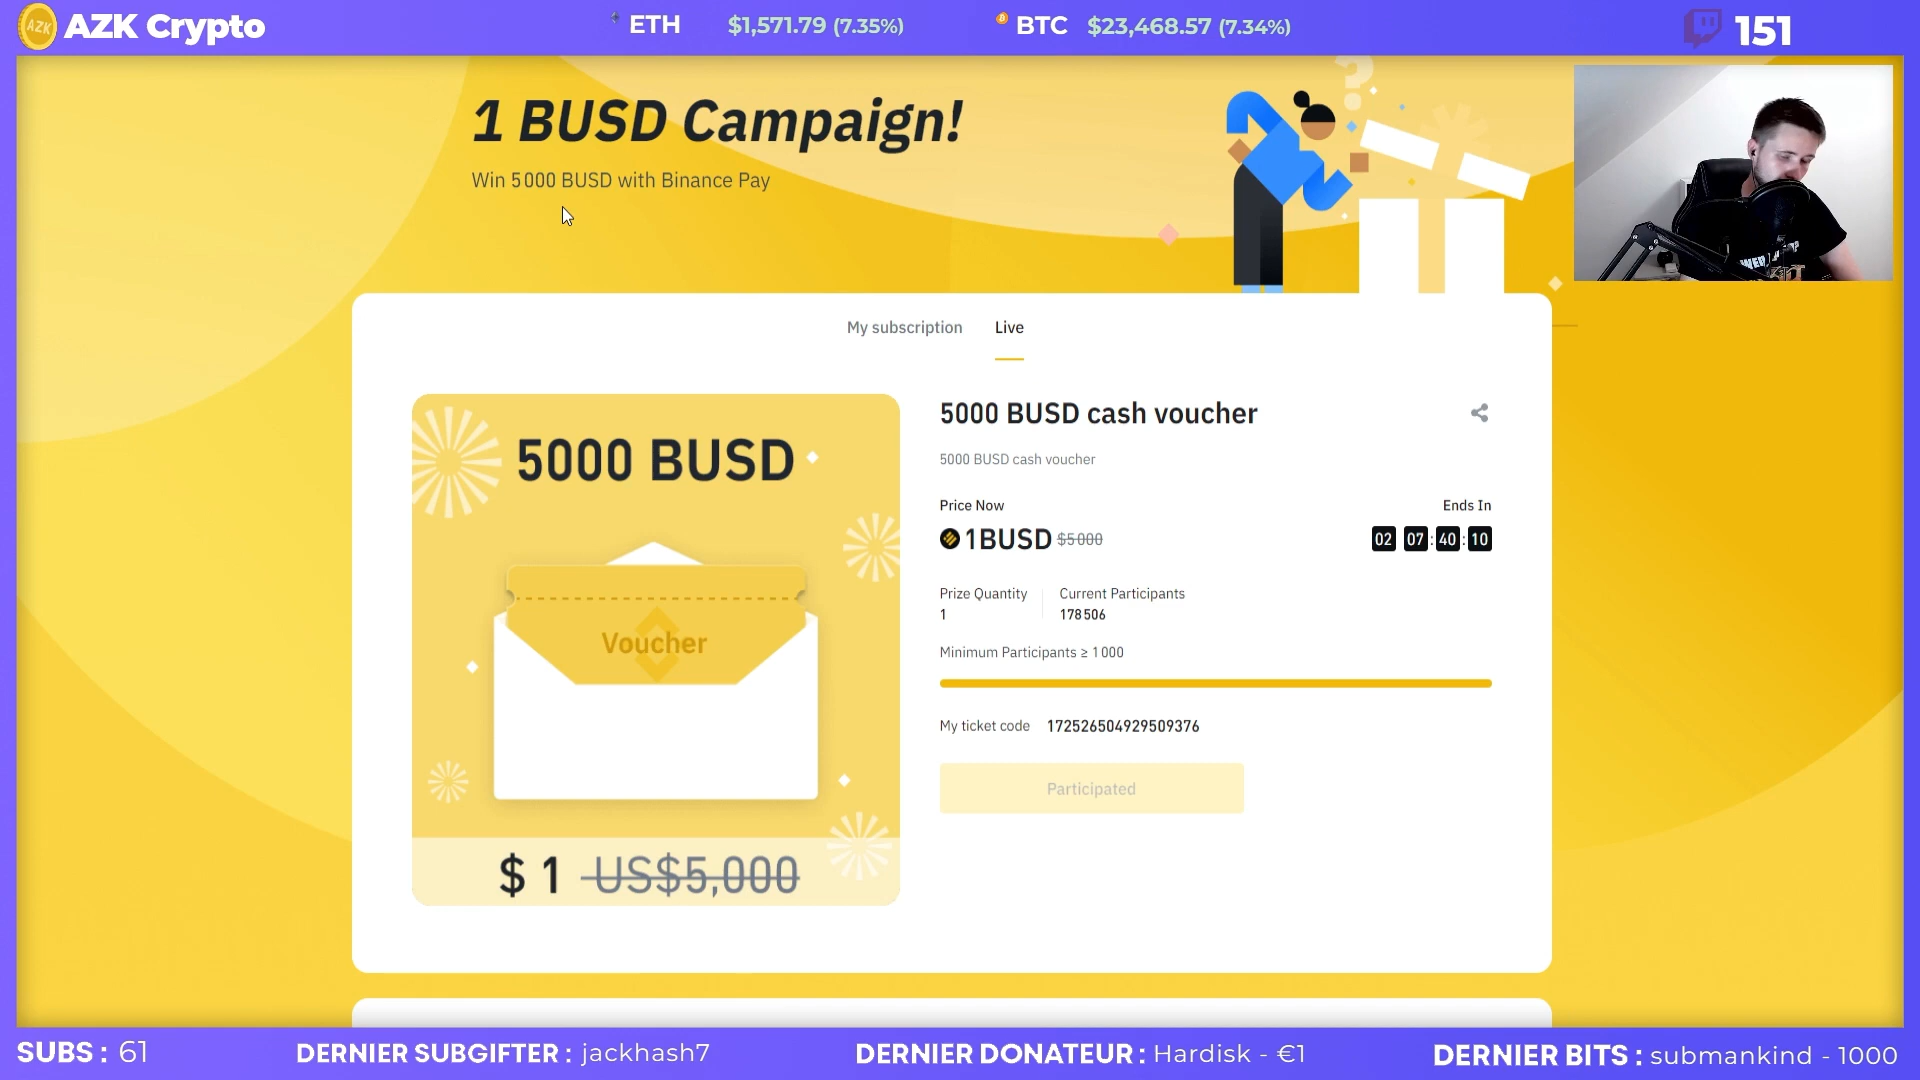 AZK Crypto
ETH $1,571.79 (7.35%)
BTC $23,468.57 (7.34%)
151
1 BUSD Campaign!
Win 5000 BUSD with Binance Pay
My subscription Live
5000 BUSD
Voucher
$ 1 US$5,000
5000 BUSD cash voucher
5000 BUSD cash voucher
Price Now Ends In
1BUSD $5000 02 07:40:10
Prize Quantity Current Participants
1 178506
Minimum Participants ≥ 1000
My ticket code 172526504929509376
Participated
SUBS : 61
DERNIER SUBGIFTER : jackhash7
DERNIER DONATEUR : Hardisk - €1
DERNIER BITS : submankind - 1000